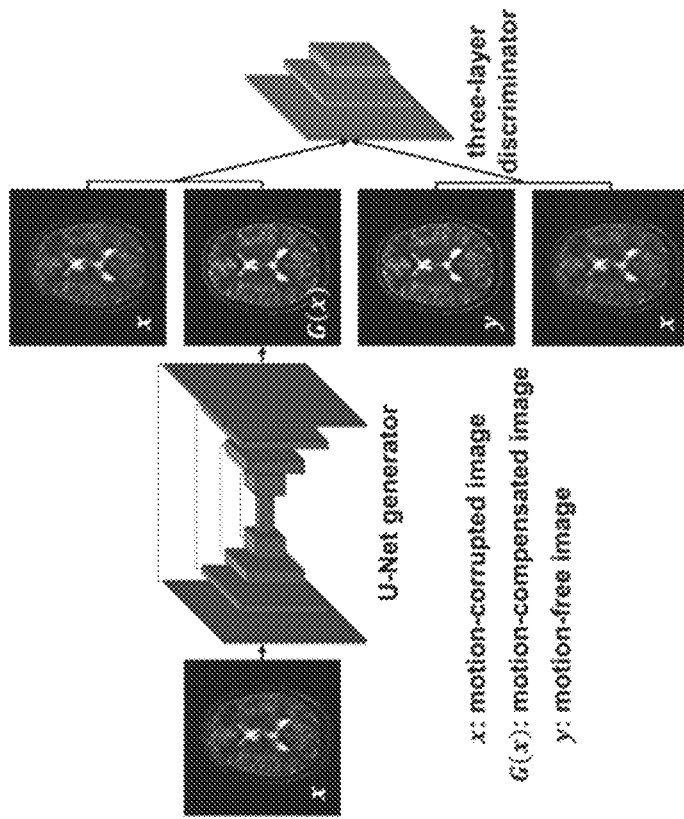 x
U-Net generator
x
G(x)
y
x
three-layer
discriminator
x: motion-corrupted image
G(x): motion-compensated image
y: motion-free image